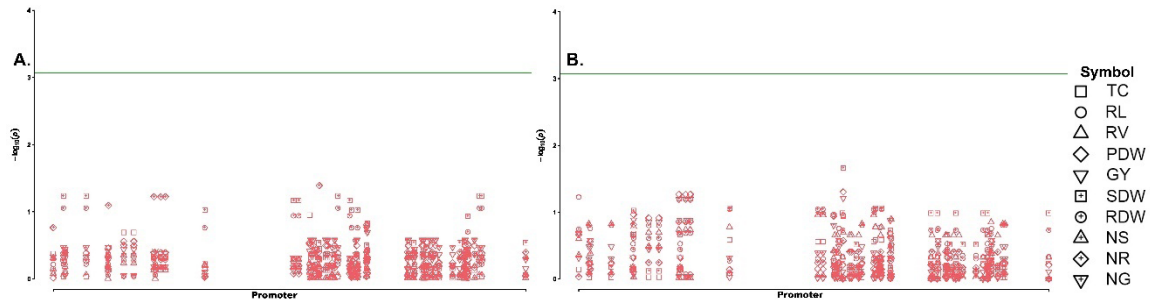 A.
4
3
2
1
0
−log₁₀(p)
Promoter
B.
4
3
2
1
0
−log₁₀(p)
Promoter
Symbol
TC
RL
RV
PDW
GY
SDW
RDW
NS
NR
NG